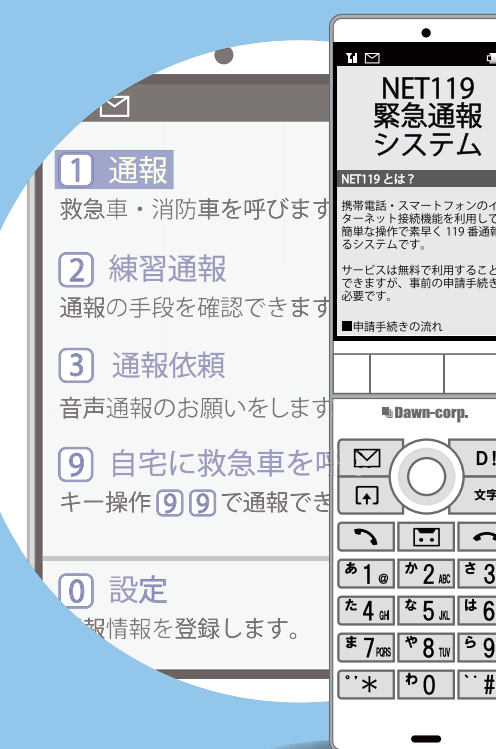 1 通報
救急車・消防車を呼びます
2 練習通報
通報の手段を確認できます
3 通報依頼
音声通報のお願いをします
9 自宅に救急車を呼
キー操作 9 9 で通報でき
0 設定
報情報を登録します。
NET119
緊急通報
システム
NET119 とは？
携帯電話・スマートフォンのイ
ターネット接続機能を利用して
簡単な操作で素早く 119 番通報
るシステムです。
サービスは無料で利用すること
できますが、事前の申請手続き
必要です。
■申請手続きの流れ
Dawn-corp.
D!
文字
あ 1 @ か 2 ABC さ 3
た 4 GHI な 5 JKL は 6
ま 7 PQRS や 8 TUV ら 9
゜' ＊ わ 0 、. #